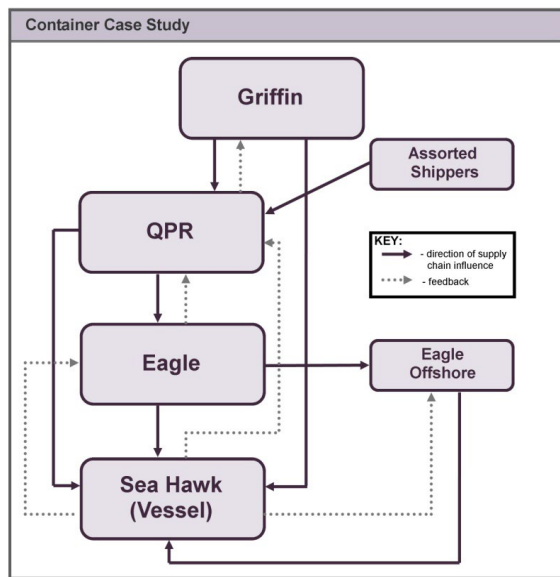 Container Case Study
Griffin
Assorted
Shippers
QPR
KEY:
- direction of supply
chain influence
- feedback
Eagle
Eagle
Offshore
Sea Hawk
(Vessel)